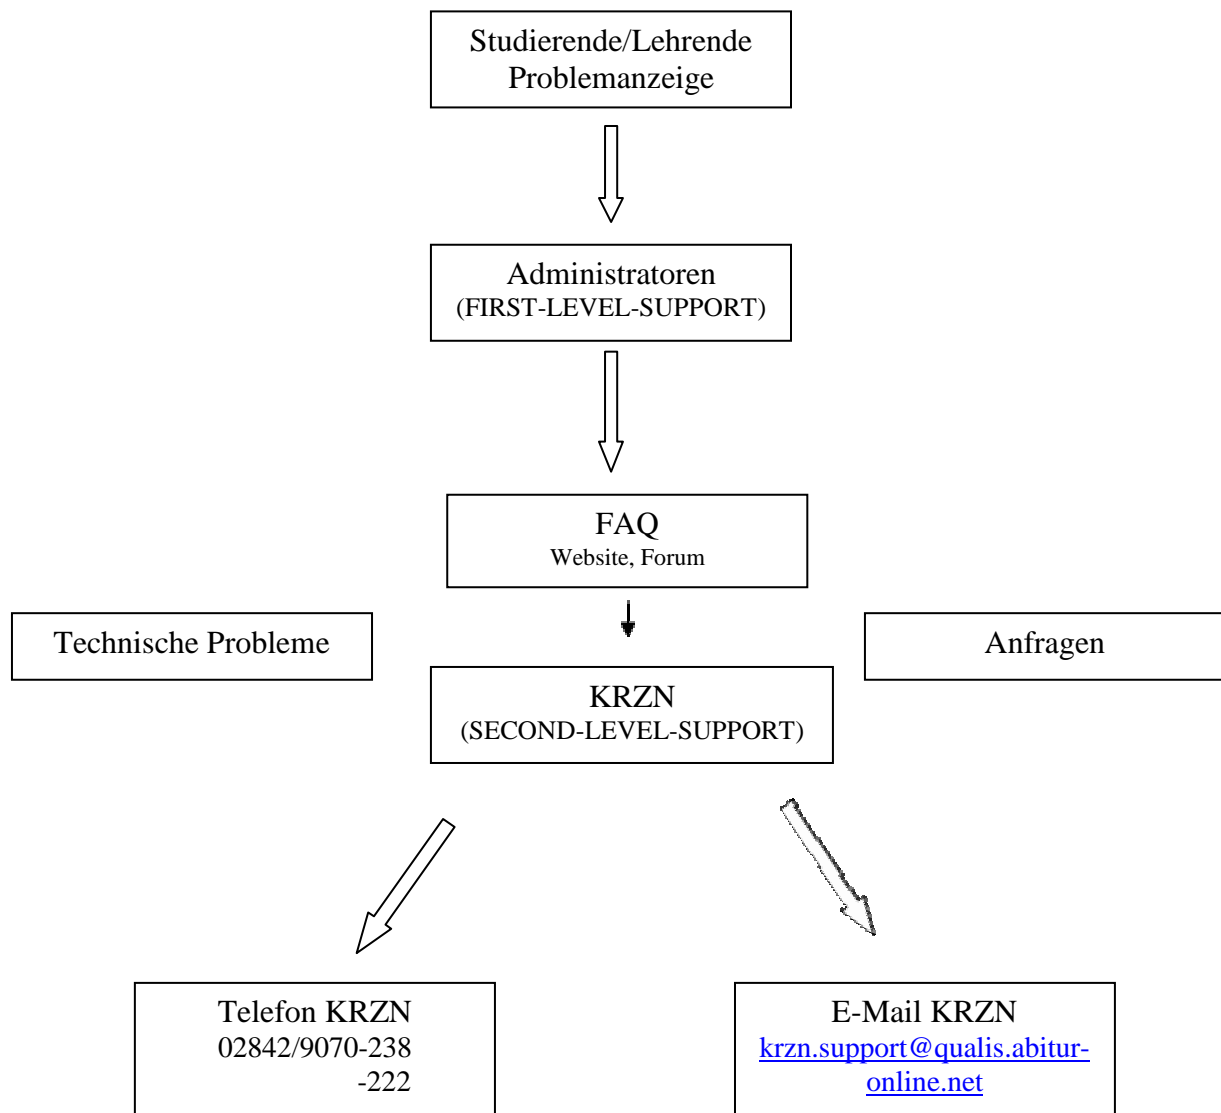 Studierende/Lehrende
Problemanzeige
Administratoren
(FIRST-LEVEL-SUPPORT)
FAQ
Website, Forum
Technische Probleme
Anfragen
KRZN
(SECOND-LEVEL-SUPPORT)
Telefon KRZN
02842/9070-238
-222
E-Mail KRZN
krzn.support@qualis.abitur-
online.net